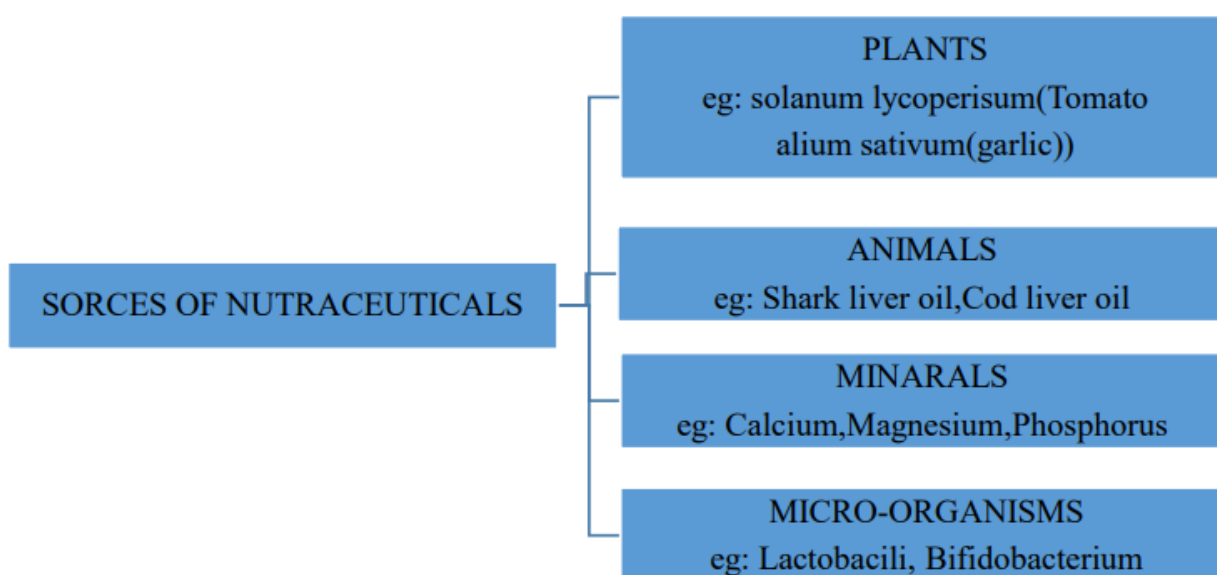 SORCES OF NUTRACEUTICALS
PLANTS
eg: solanum lycoperisum(Tomato
alium sativum(garlic))
ANIMALS
eg: Shark liver oil,Cod liver oil
MINARALS
eg: Calcium,Magnesium,Phosphorus
MICRO-ORGANISMS
eg: Lactobacili, Bifidobacterium